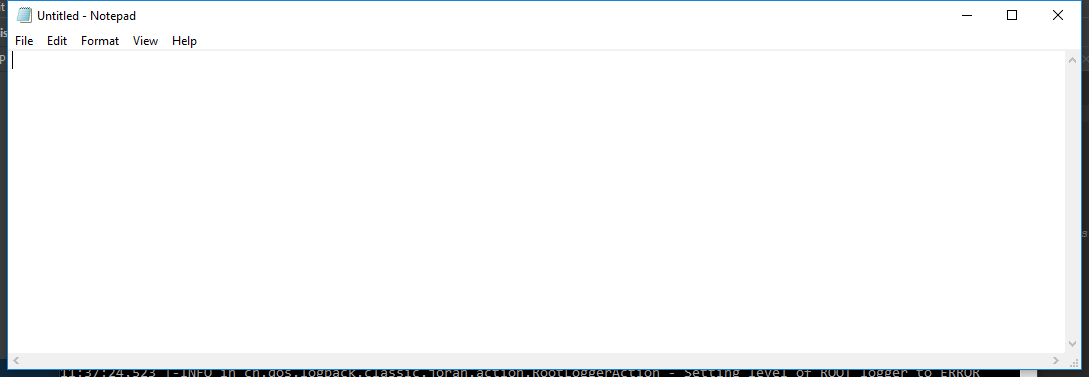 Untitled - Notepad
File Edit Format View Help
11:37:24.523 |-INFO in ch.qos.logback.classic.joran.action.RootLoggerAction - Setting level of ROOT logger to ERROR